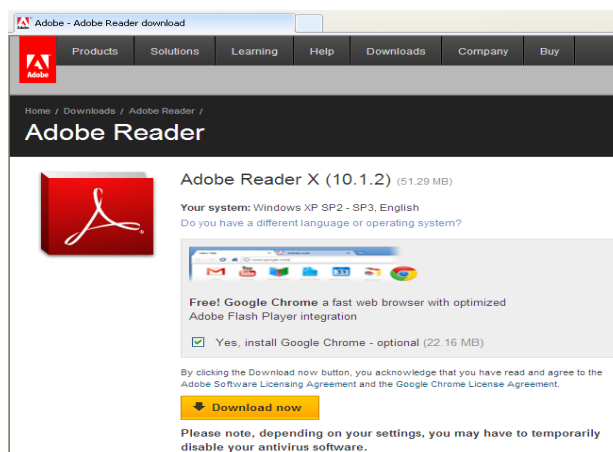 Adobe - Adobe Reader download
Products Solutions Learning Help Downloads Company Buy
Adobe
Home / Downloads / Adobe Reader /
Adobe Reader
Adobe Reader X (10.1.2) (51.29 MB)
Your system: Windows XP SP2 - SP3, English
Do you have a different language or operating system?
Free! Google Chrome a fast web browser with optimized
Adobe Flash Player integration
Yes, install Google Chrome - optional (22.16 MB)
By clicking the Download now button, you acknowledge that you have read and agree to the
Adobe Software Licensing Agreement and the Google Chrome License Agreement.
Download now
Please note, depending on your settings, you may have to temporarily
disable your antivirus software.